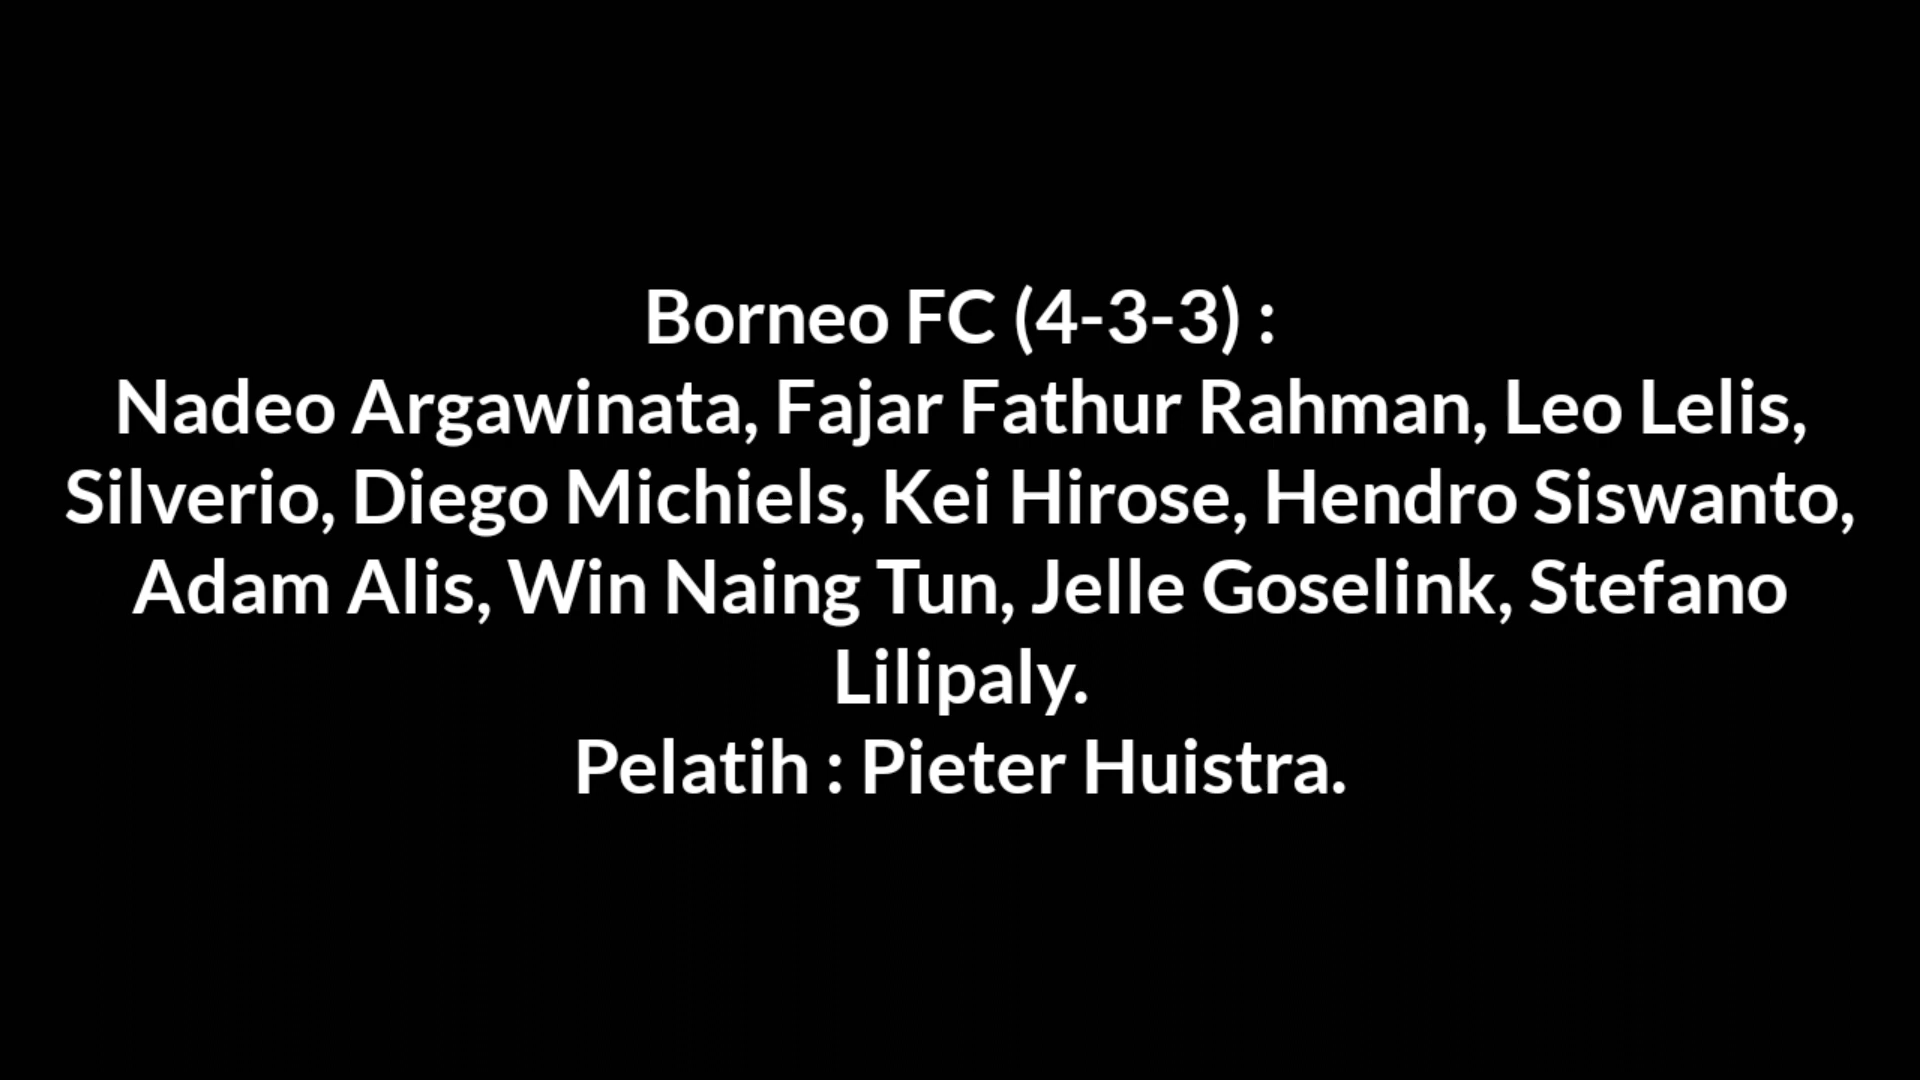 Borneo FC (4-3-3) :
Nadeo Argawinata, Fajar Fathur Rahman, Leo Lelis,
Silverio, Diego Michiels, Kei Hirose, Hendro Siswanto,
Adam Alis, Win Naing Tun, Jelle Goselink, Stefano
Lilipaly.
Pelatih : Pieter Huistra.